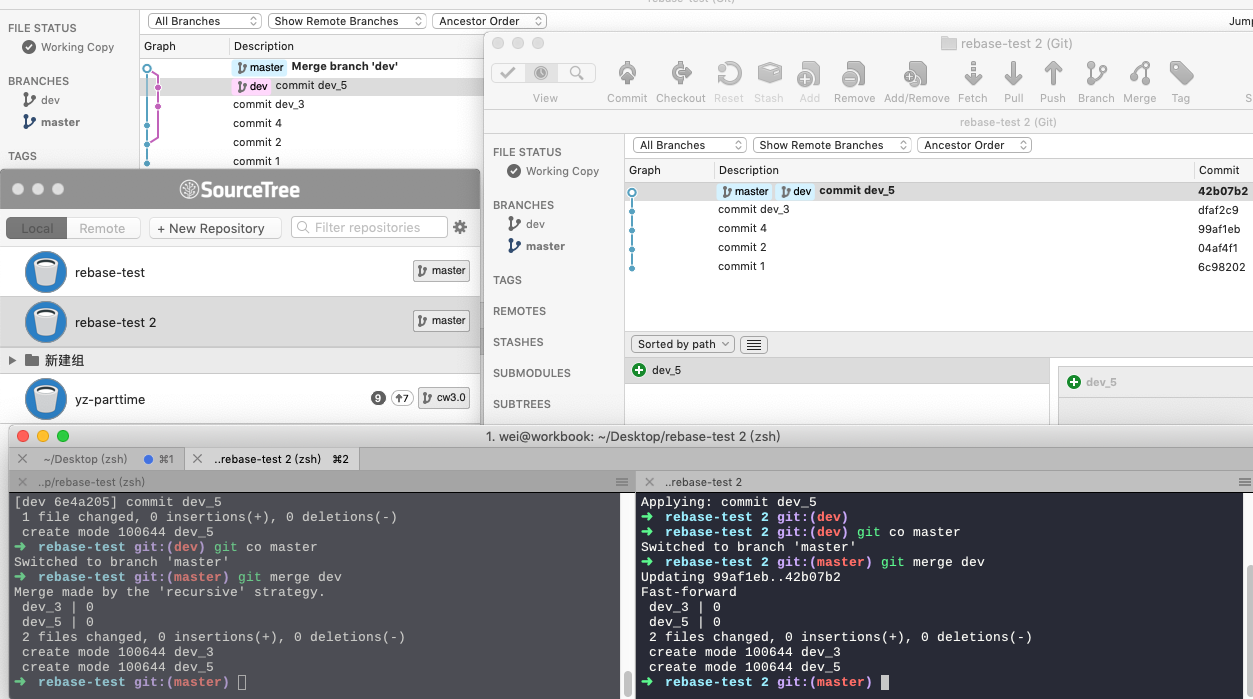 rebase-test (Git)
All Branches
Show Remote Branches
Ancestor Order
FILE STATUS
Working Copy
BRANCHES
dev
master
TAGS
Graph
Description
master Merge branch 'dev'
dev commit dev_5
commit dev_3
commit 4
commit 2
commit 1
SourceTree
Local
Remote
+ New Repository
Filter repositories
rebase-test
master
rebase-test 2
master
新建组
yz-parttime
9
7
cw3.0
rebase-test 2 (Git)
View
Commit
Checkout
Reset
Stash
Add
Remove
Add/Remove
Fetch
Pull
Push
Branch
Merge
Tag
rebase-test 2 (Git)
FILE STATUS
Working Copy
BRANCHES
dev
master
TAGS
REMOTES
STASHES
SUBMODULES
SUBTREES
All Branches
Show Remote Branches
Ancestor Order
Graph
Description
Commit
master dev commit dev_5 42b07b2
commit dev_3 dfaf2c9
commit 4 99af1eb
commit 2 04af4f1
commit 1 6c98202
Sorted by path
dev_5
dev_5
1. wei@workbook: ~/Desktop/rebase-test 2 (zsh)
~/Desktop (zsh) ⌘1
..rebase-test 2 (zsh) ⌘2
..p/rebase-test (zsh)
[dev 6e4a205] commit dev_5
1 file changed, 0 insertions(+), 0 deletions(-)
create mode 100644 dev_5
➜ rebase-test git:(dev) git co master
Switched to branch 'master'
➜ rebase-test git:(master) git merge dev
Merge made by the 'recursive' strategy.
dev_3 | 0
dev_5 | 0
2 files changed, 0 insertions(+), 0 deletions(-)
create mode 100644 dev_3
create mode 100644 dev_5
➜ rebase-test git:(master)
..rebase-test 2
Applying: commit dev_5
➜ rebase-test 2 git:(dev)
➜ rebase-test 2 git:(dev) git co master
Switched to branch 'master'
➜ rebase-test 2 git:(master) git merge dev
Updating 99af1eb..42b07b2
Fast-forward
dev_3 | 0
dev_5 | 0
2 files changed, 0 insertions(+), 0 deletions(-)
create mode 100644 dev_3
create mode 100644 dev_5
➜ rebase-test 2 git:(master)